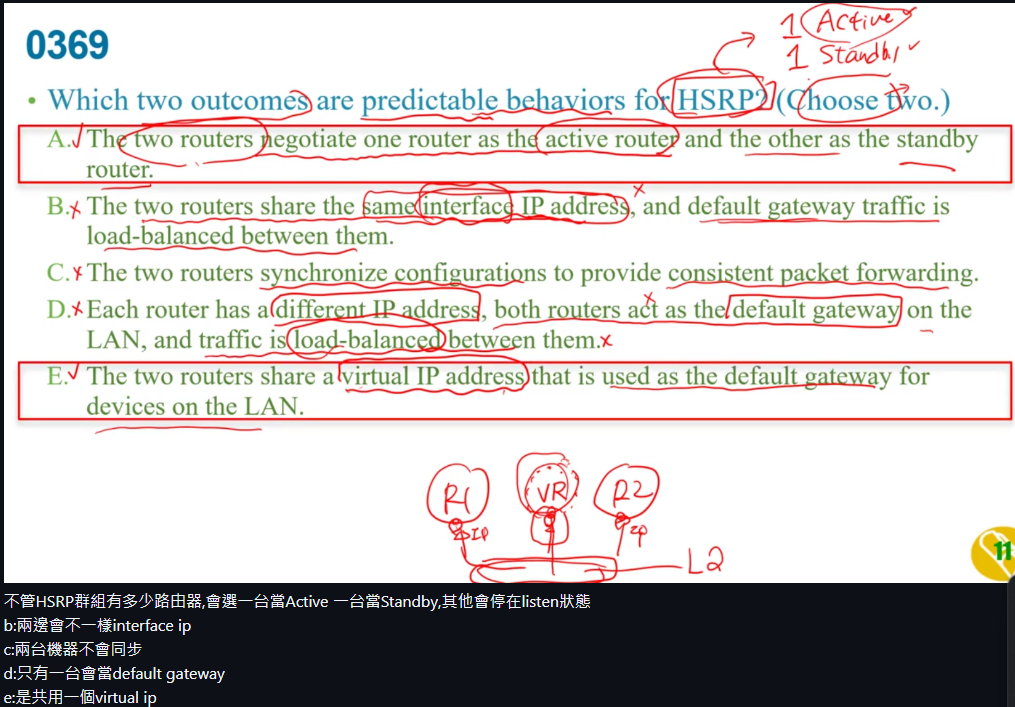 0369
1 Active
1 Standby
• Which two outcomes are predictable behaviors for HSRP? (Choose two.)
A. The two routers negotiate one router as the active router and the other as the standby
router.
B. The two routers share the same interface IP address, and default gateway traffic is
load-balanced between them.
C. The two routers synchronize configurations to provide consistent packet forwarding.
D. Each router has a different IP address, both routers act as the default gateway on the
LAN, and traffic is load-balanced between them.
E. The two routers share a virtual IP address that is used as the default gateway for
devices on the LAN.
R1 VR R2
IP IP
L2
11
不管HSRP群組有多少路由器,會選一台當Active 一台當Standby,其他會停在listen狀態
b:兩邊會不一樣interface ip
c:兩台機器不會同步
d:只有一台會當default gateway
e:是共用一個virtual ip